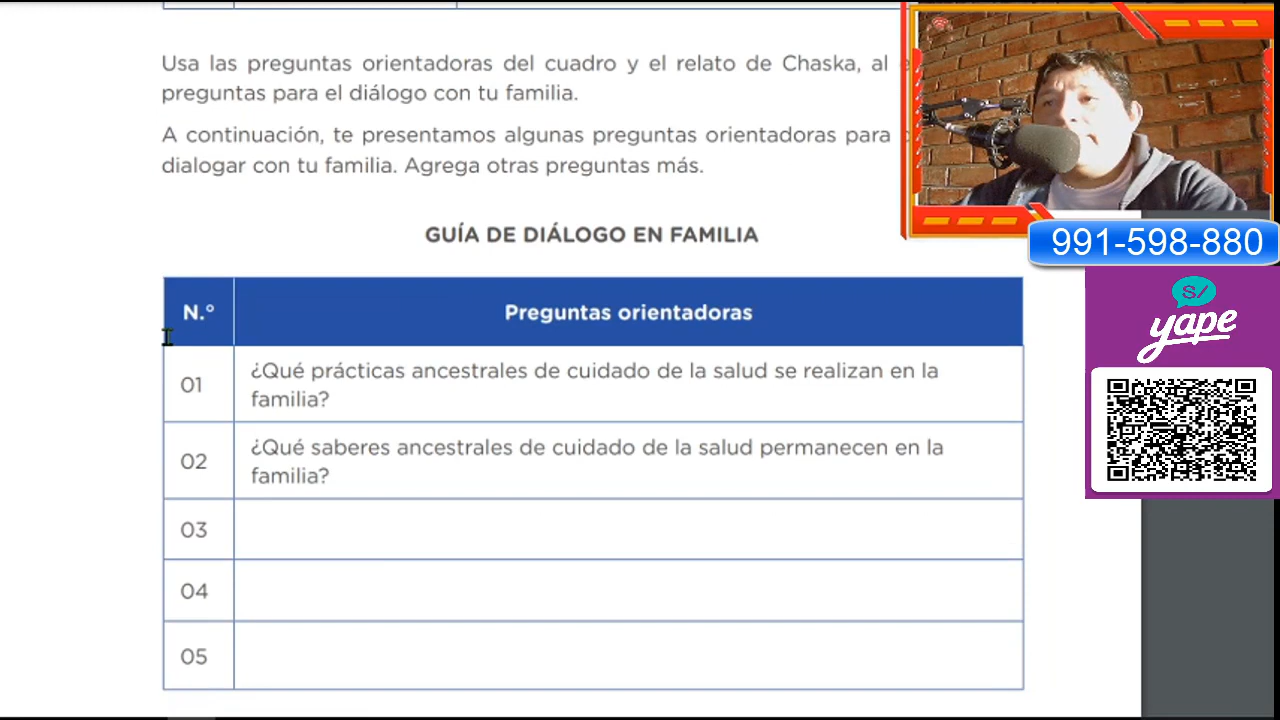 Usa las preguntas orientadoras del cuadro y el relato de Chaska, al
preguntas para el diálogo con tu familia.
A continuación, te presentamos algunas preguntas orientadoras para
dialogar con tu familia. Agrega otras preguntas más.
GUÍA DE DIÁLOGO EN FAMILIA
N.° Preguntas orientadoras
01 ¿Qué prácticas ancestrales de cuidado de la salud se realizan en la
familia?
02 ¿Qué saberes ancestrales de cuidado de la salud permanecen en la
familia?
03
04
05
991-598-880
S/
yape